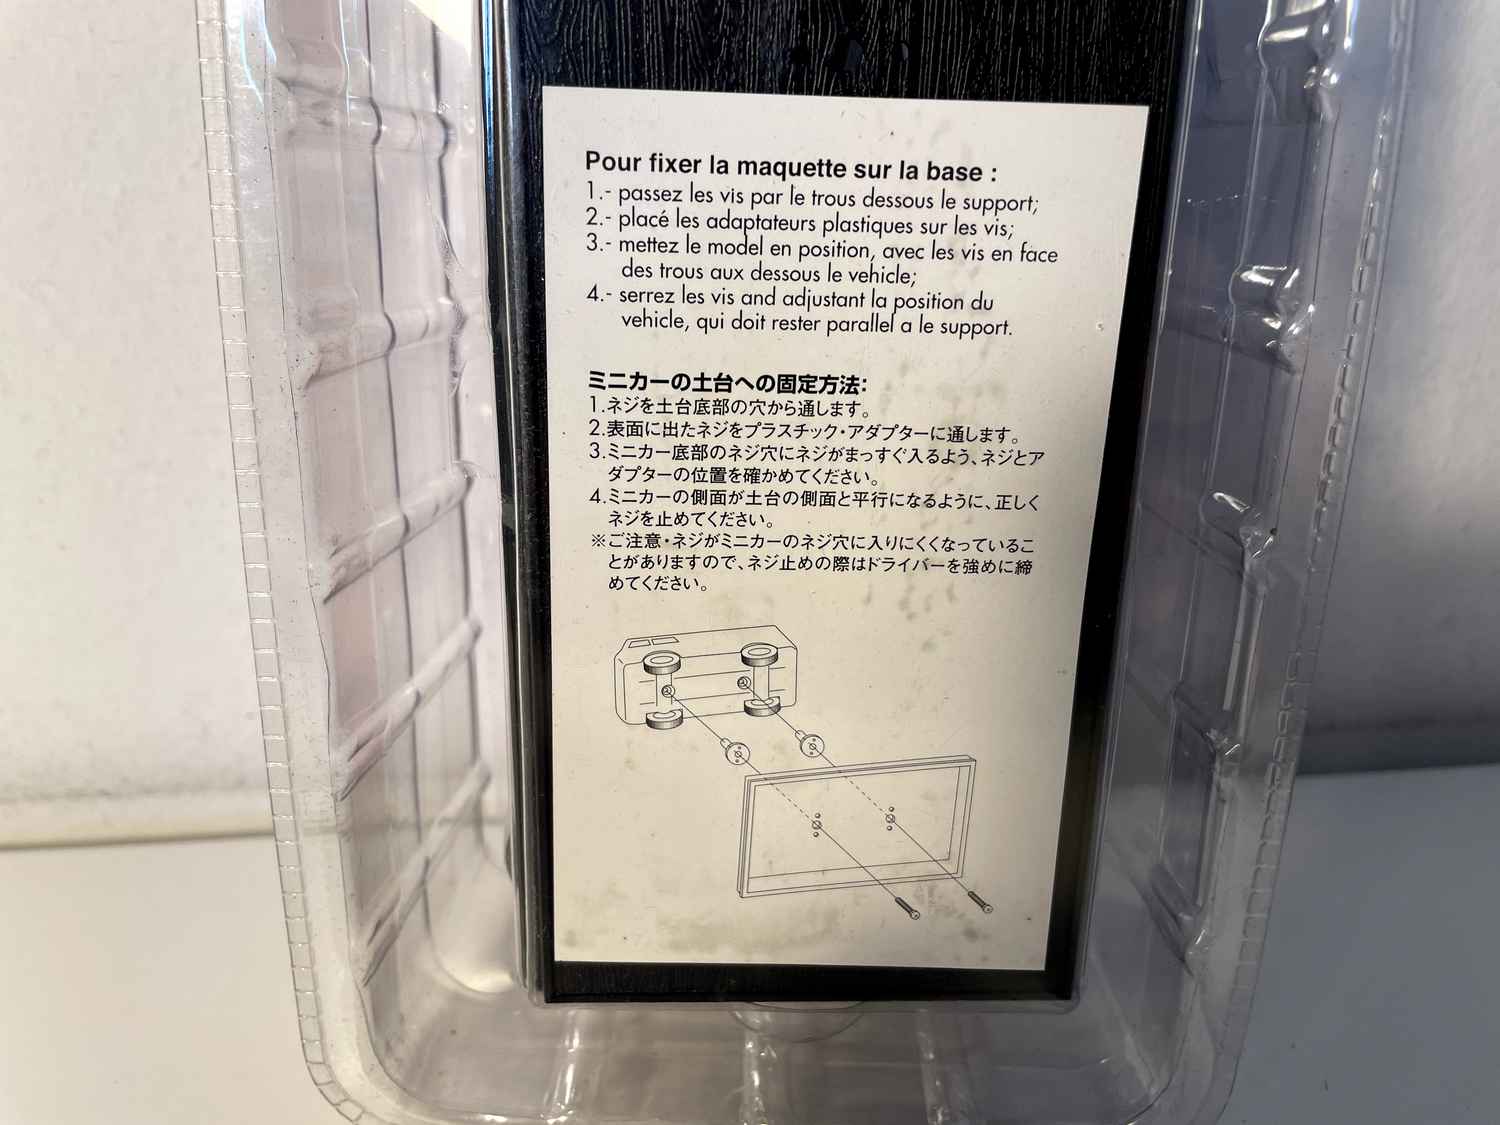 Pour fixer la maquette sur la base :
1.- passez les vis par le trous dessous le support;
2.- placé les adaptateurs plastiques sur les vis;
3.- mettez le model en position, avec les vis en face
des trous aux dessous le vehicle;
4.- serrez les vis and adjustant la position du
vehicle, qui doit rester parallel a le support.
ミニカーの土台への固定方法:
1.ネジを土台底部の穴から通します。
2.表面に出たネジをプラスチック・アダプターに通します。
3.ミニカー底部のネジ穴にネジがまっすぐ入るよう、ネジとア
ダプターの位置を確かめてください。
4.ミニカーの側面が土台の側面と平行になるように、正しく
ネジを止めてください。
※ご注意・ネジがミニカーのネジ穴に入りにくくなっているこ
とがありますので、ネジ止めの際はドライバーを強めに締
めてください。